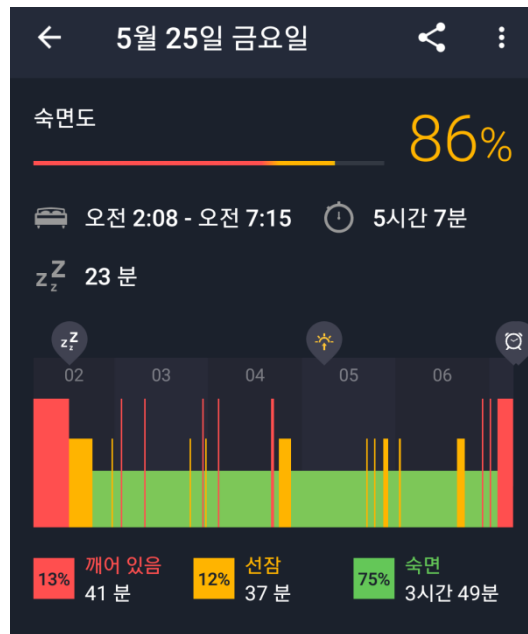 5월 25일 금요일
숙면도
86%
오전 2:08 - 오전 7:15 5시간 7분
zZz 23 분
zZz
02 03 04 05 06
13% 깨어 있음 12% 선잠 75% 숙면
41 분 37 분 3시간 49분